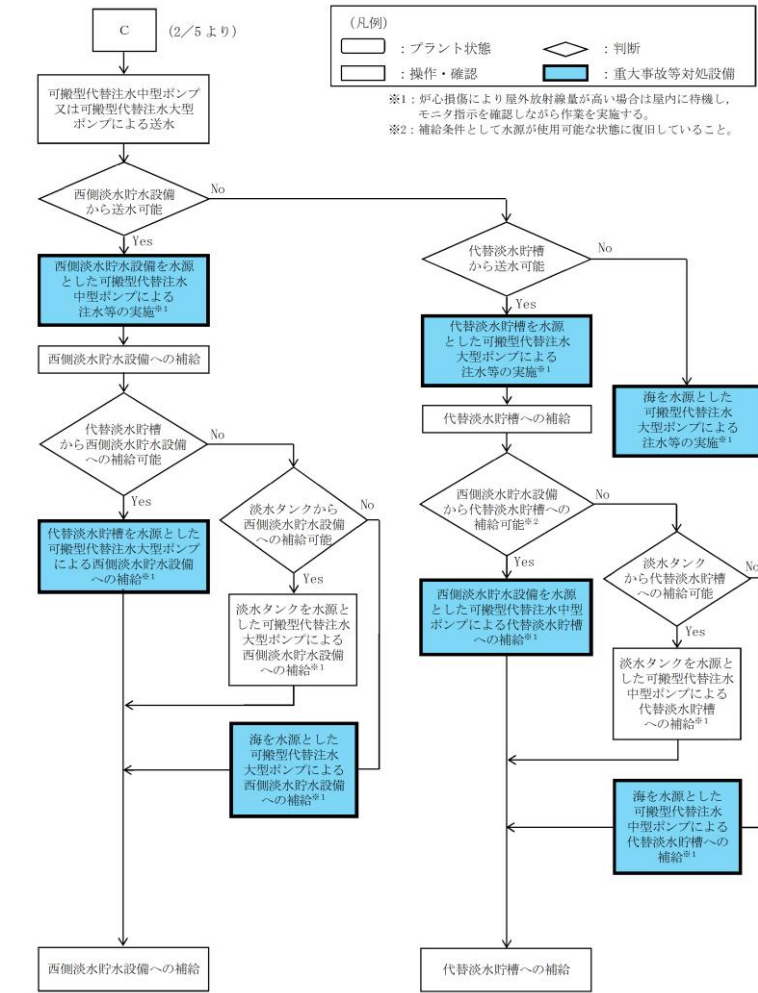 C
(2/5より)
(凡例)
:プラント状態
:判断
:操作・確認
:重大事故等対処設備
※1:炉心損傷により屋外放射線量が高い場合は屋内に待機し,
モニタ指示を確認しながら作業を実施する。
※2:補給条件として水源が使用可能な状態に復旧していること。
可搬型代替注水中型ポンプ
又は可搬型代替注水大型
ポンプによる送水
西側淡水貯水設備
から送水可能
No
Yes
西側淡水貯水設備を水源
とした可搬型代替注水
中型ポンプによる
注水等の実施※1
西側淡水貯水設備への補給
代替淡水貯槽
から西側淡水貯水設備
への補給可能
No
Yes
代替淡水貯槽を水源とした
可搬型代替注水大型ポンプ
による西側淡水貯水設備
への補給※1
淡水タンクから
西側淡水貯水設備
への補給可能
No
Yes
淡水タンクを水源と
した可搬型代替注水
大型ポンプによる
西側淡水貯水設備
への補給※1
海を水源とした
可搬型代替注水
大型ポンプによる
西側淡水貯水設備
への補給※1
西側淡水貯水設備への補給
代替淡水貯槽
から送水可能
No
Yes
代替淡水貯槽を水源
とした可搬型代替注水
大型ポンプによる
注水等の実施※1
海を水源とした
可搬型代替注水
大型ポンプによる
注水等の実施※1
代替淡水貯槽への補給
西側淡水貯水設備
から代替淡水貯槽への
補給可能※2
No
Yes
西側淡水貯水設備を水源
とした可搬型代替注水中型
ポンプによる代替淡水貯槽
への補給※1
淡水タンク
から代替淡水貯槽
への補給可能
No
Yes
淡水タンクを水源と
した可搬型代替注水
中型ポンプによる
代替淡水貯槽
への補給※1
海を水源とした
可搬型代替注水
中型ポンプによる
代替淡水貯槽への
補給※1
代替淡水貯槽への補給